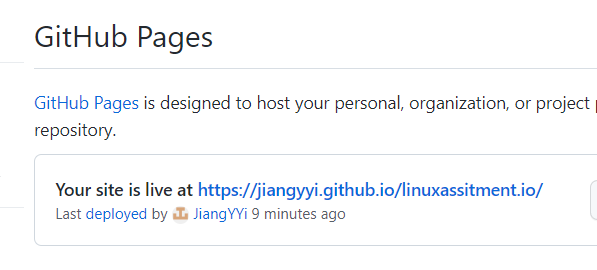 GitHub Pages
GitHub Pages is designed to host your personal, organization, or project
repository.
Your site is live at https://jiangyyi.github.io/linuxassitment.io/
Last deployed by JiangYYi 9 minutes ago